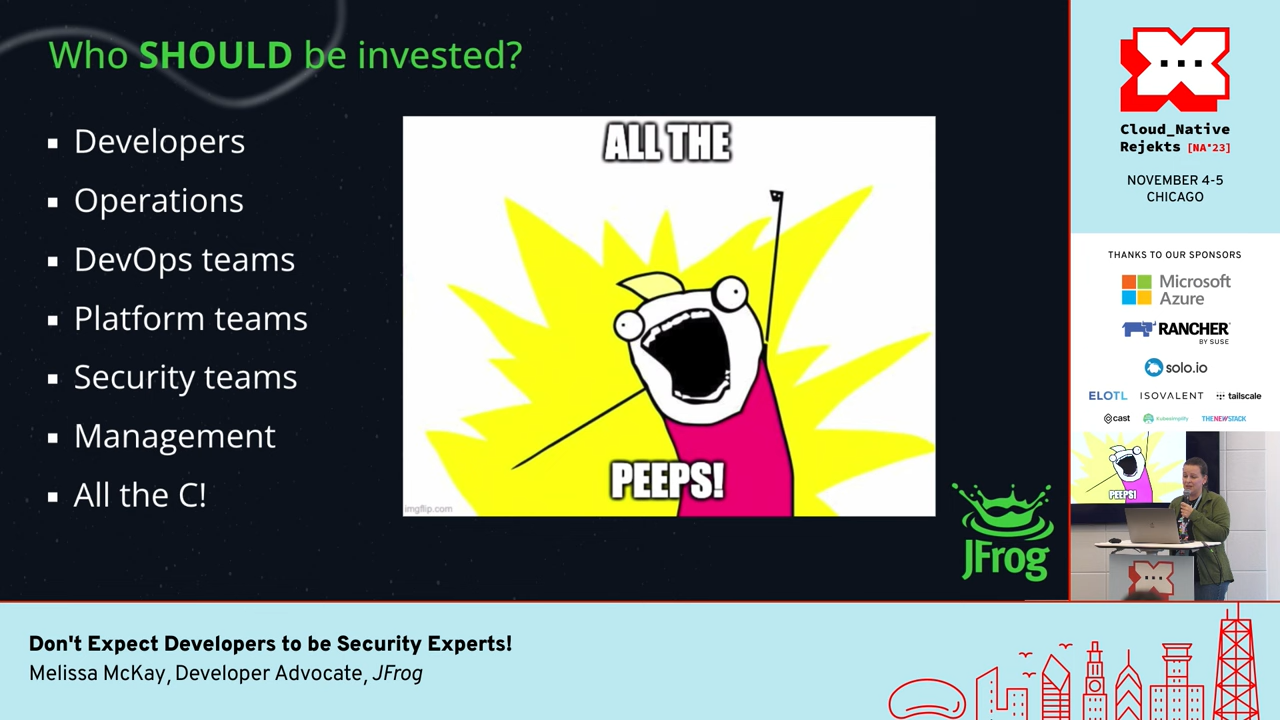 Who SHOULD be invested?
Developers
Operations
DevOps teams
Platform teams
Security teams
Management
All the C!
ALL THE
PEEPS!
imgflip.com
JFrog
Cloud_Native
Rejekts [NA'23]
NOVEMBER 4-5
CHICAGO
THANKS TO OUR SPONSORS
Microsoft
Azure
RANCHER
BY SUSE
solo.io
ELOTL ISOVALENT tailscale
cast kubesimplify THENEWSTACK
PEEPS!
Don't Expect Developers to be Security Experts!
Melissa McKay, Developer Advocate, JFrog